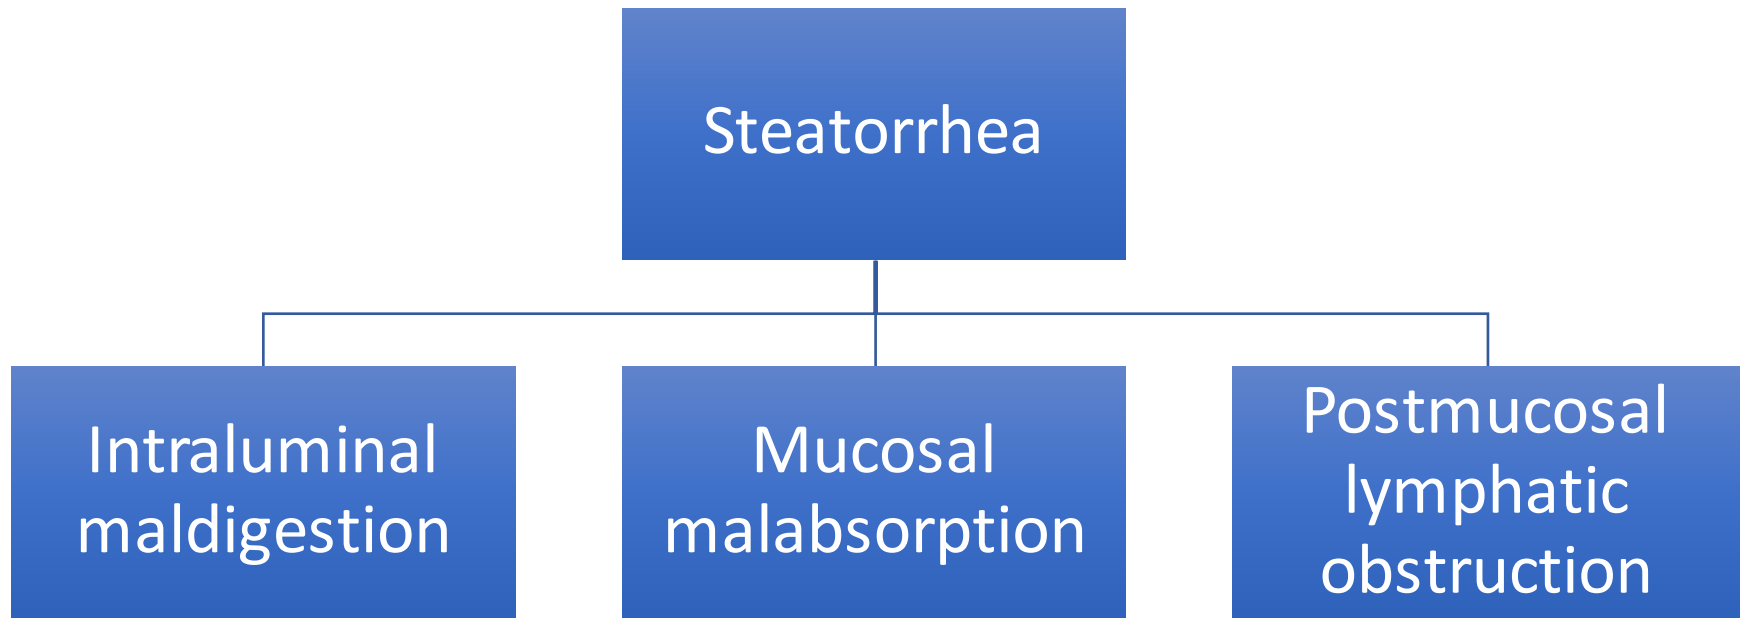 Steatorrhea
Intraluminal
maldigestion
Mucosal
malabsorption
Postmucosal
lymphatic
obstruction